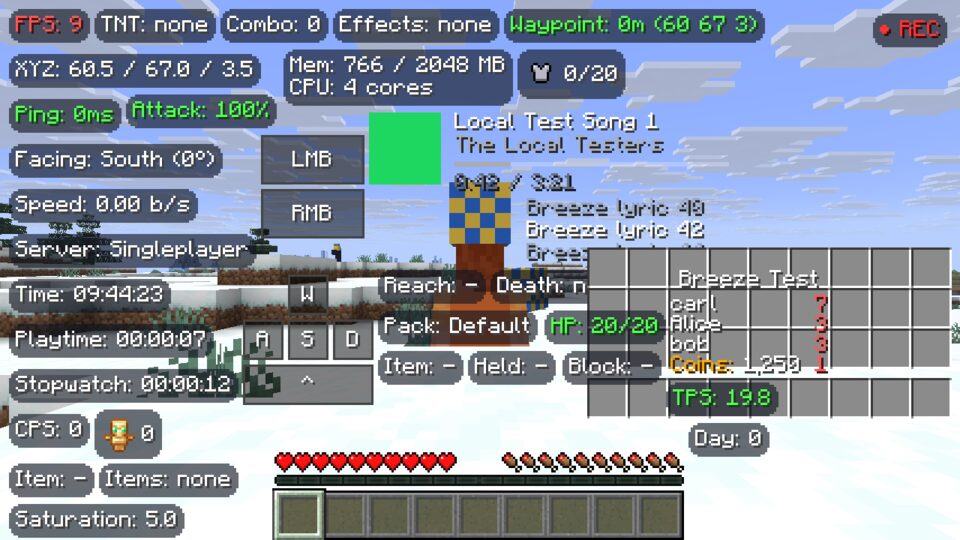 FPS: 9 TNT: none Combo: 0 Effects: none Waypoint: 0m (60 67 3) REC
XYZ: 60.5 / 67.0 / 3.5
Mem: 766 / 2048 MB
CPU: 4 cores
0/20
Ping: 0ms Attack: 100%
Local Test Song 1
The Local Testers
Facing: South (0°)
LMB
0:42 / 3:21
Speed: 0.00 b/s
RMB
Breeze lyric 40
Breeze lyric 42
Breeze lyric
Server: Singleplayer
Reach: - Death: n
Breeze Test
Time: 09:44:23
W
carl 7
Pack: Default HP: 20/20
Alice 3
Playtime: 00:00:07
A S D
bob 3
Item: - Held: - Block: -
Coins: 1,250 1
Stopwatch: 00:00:12
^
TPS: 19.8
CPS: 0 0
Day: 0
Item: - Items: none
Saturation: 5.0